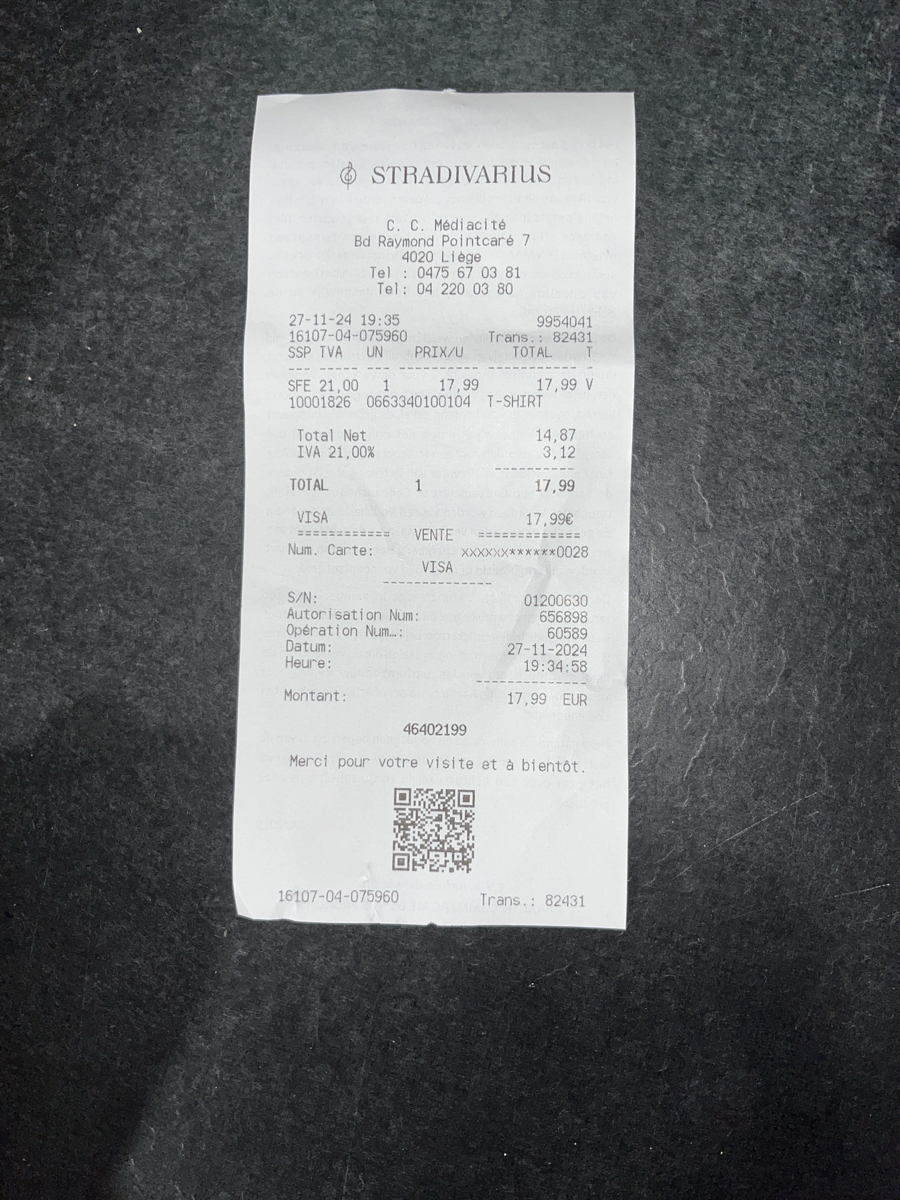 STRADIVARIUS
C. C. Médiacité
Bd Raymond Pointcaré 7
4020 Liège
Tel : 0475 67 03 81
Tel: 04 220 03 80
27-11-24 19:35 9954041
16107-04-075960 Trans.: 82431
SSP TVA UN PRIX/U TOTAL T
--- ----- --- ---------- ------------ -
SFE 21,00 1 17,99 17,99 V
10001826 0663340100104 T-SHIRT
Total Net 14,87
IVA 21,00% 3,12
----------
TOTAL 1 17,99
VISA 17,99€
============ VENTE =============
Num. Carte: xxxxxx******0028
VISA
--------------
S/N: 01200630
Autorisation Num: 656898
Opération Num…: 60589
Datum: 27-11-2024
Heure: 19:34:58
--------------
Montant: 17,99 EUR
46402199
Merci pour votre visite et à bientôt.
16107-04-075960 Trans.: 82431